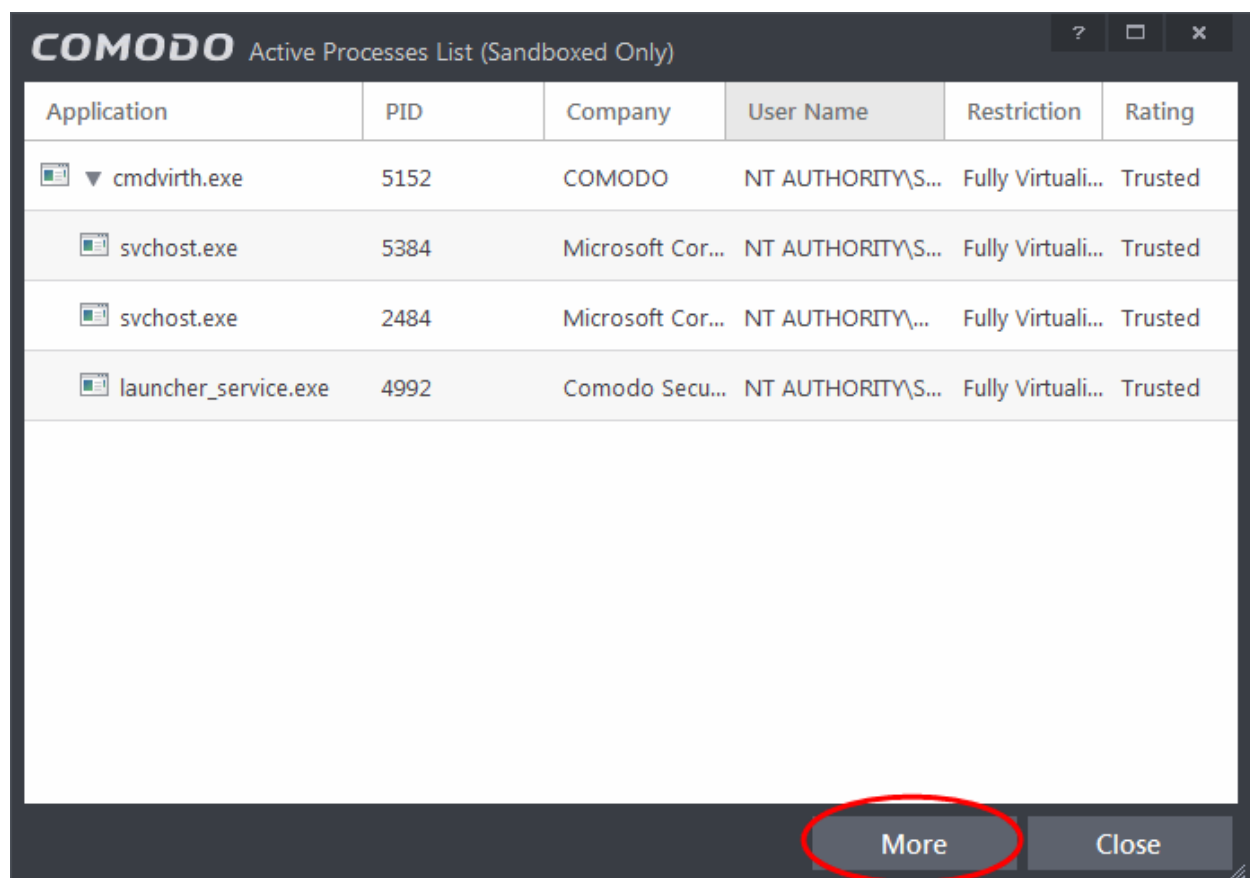 COMODO Active Processes List (Sandboxed Only) ?
Application PID Company User Name Restriction Rating
cmdvirth.exe 5152 COMODO NT AUTHORITY\S... Fully Virtuali... Trusted
svchost.exe 5384 Microsoft Cor... NT AUTHORITY\S... Fully Virtuali... Trusted
svchost.exe 2484 Microsoft Cor... NT AUTHORITY\... Fully Virtuali... Trusted
launcher_service.exe 4992 Comodo Secu... NT AUTHORITY\S... Fully Virtuali... Trusted
More Close